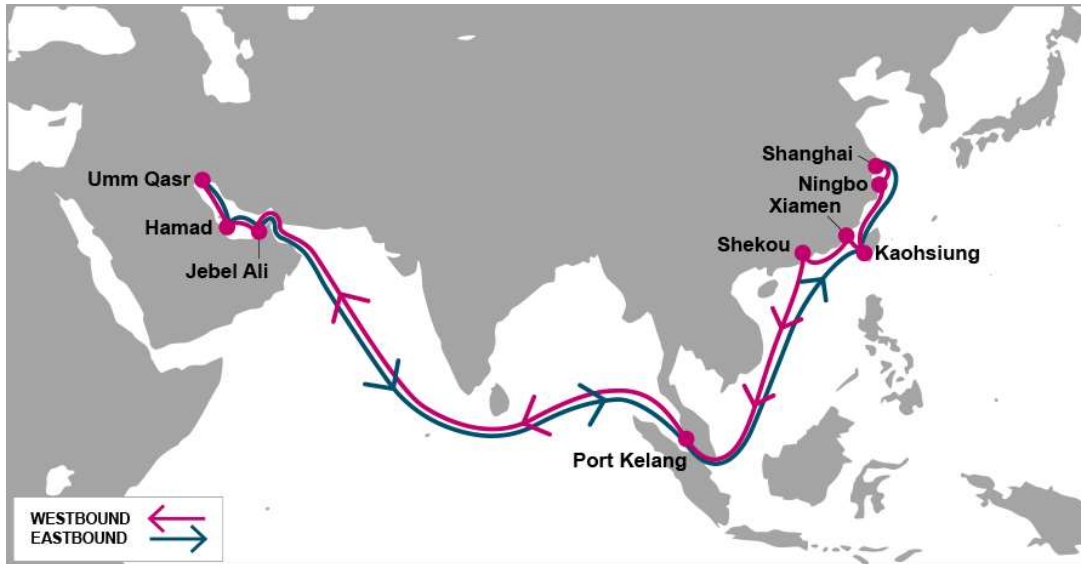 Shanghai
Umm Qasr
Ningbo
Xiamen
Hamad
Shekou
Kaohsiung
Jebel Ali
Port Kelang
WESTBOUND
EASTBOUND